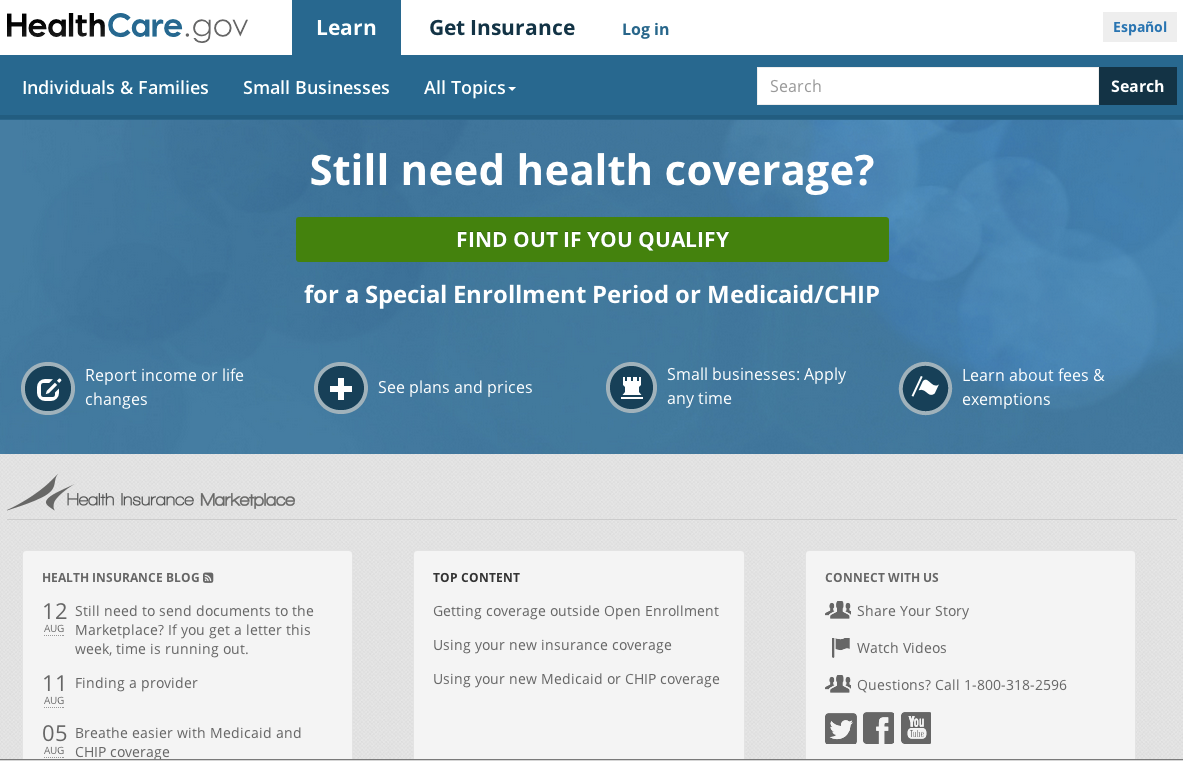 HealthCare.gov
Learn
Get Insurance
Log in
Español
Individuals & Families
Small Businesses
All Topics
Search
Search
Still need health coverage?
FIND OUT IF YOU QUALIFY
for a Special Enrollment Period or Medicaid/CHIP
Report income or life
changes
See plans and prices
Small businesses: Apply
any time
Learn about fees &
exemptions
Health Insurance Marketplace
HEALTH INSURANCE BLOG
12
AUG
Still need to send documents to the
Marketplace? If you get a letter this
week, time is running out.
11
AUG
Finding a provider
05
AUG
Breathe easier with Medicaid and
CHIP coverage
TOP CONTENT
Getting coverage outside Open Enrollment
Using your new insurance coverage
Using your new Medicaid or CHIP coverage
CONNECT WITH US
Share Your Story
Watch Videos
Questions? Call 1-800-318-2596
You
Tube